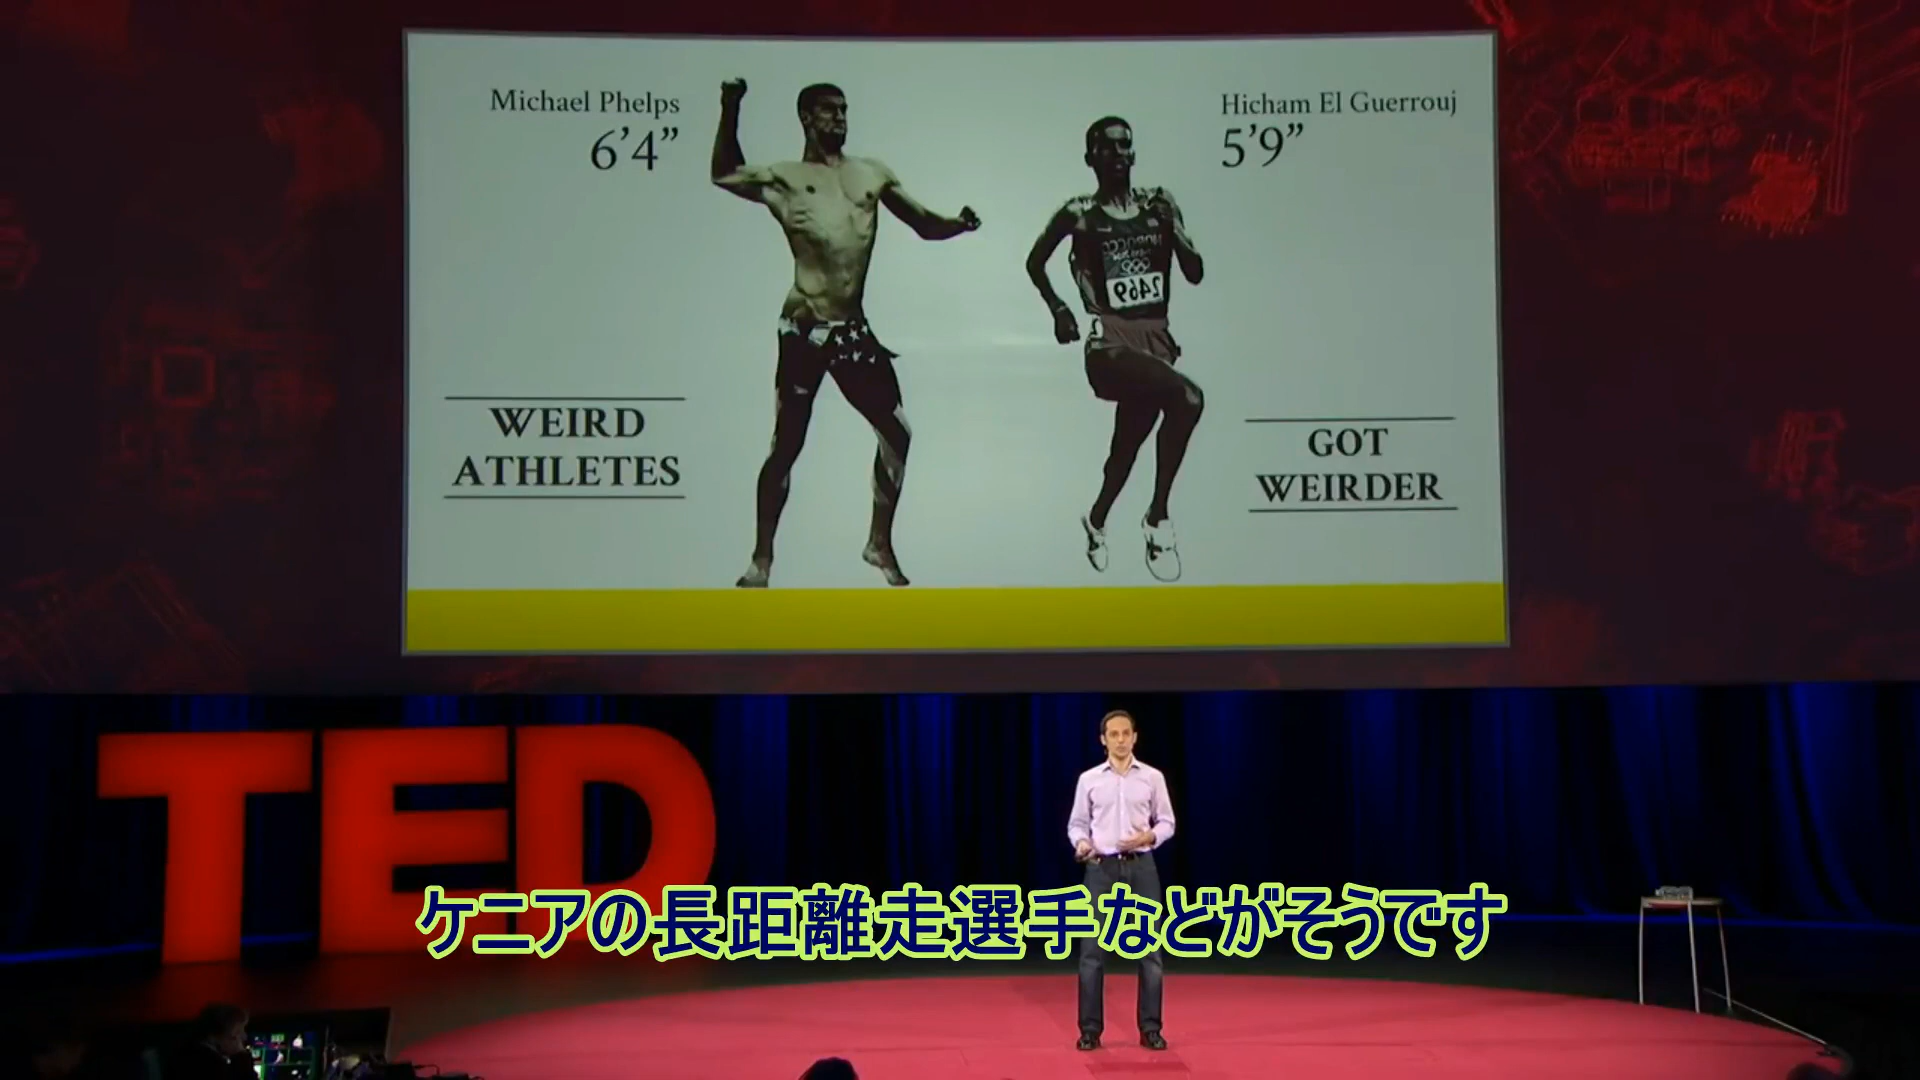 Michael Phelps
6'4”
Hicham El Guerrouj
5'9”
WEIRD
ATHLETES
GOT
WEIRDER
2469
TED
ケニアの長距離走選手などがそうです